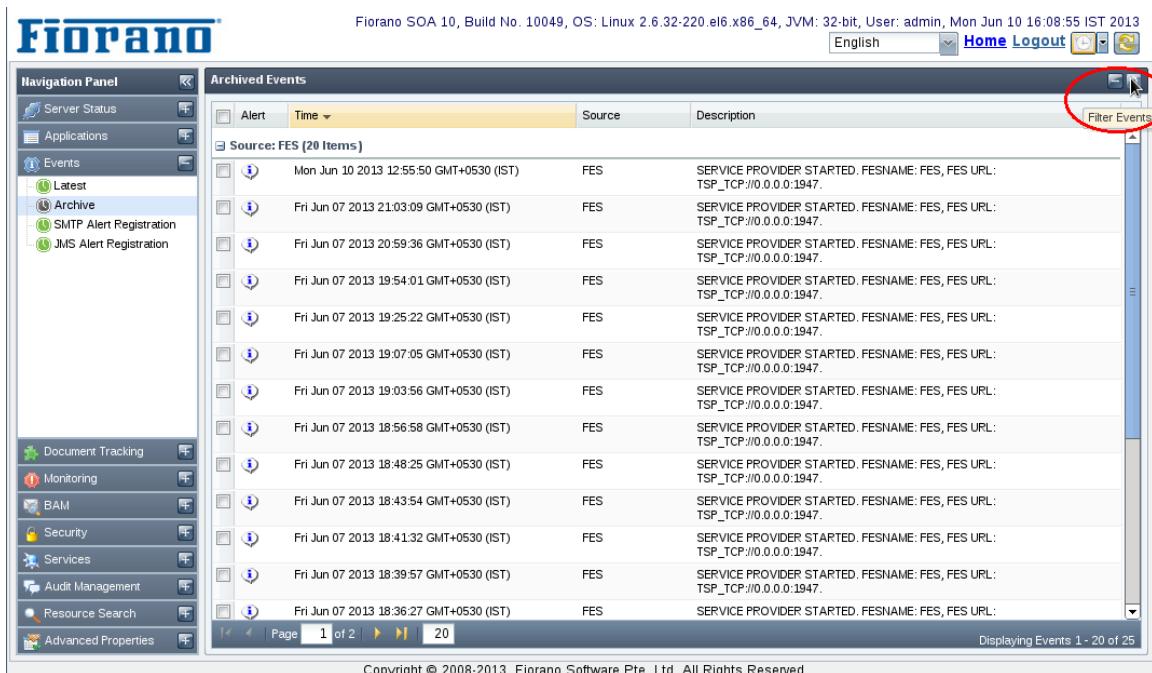 Fiorano
Fiorano SOA 10, Build No. 10049, OS: Linux 2.6.32-220.el6.x86_64, JVM: 32-bit, User: admin, Mon Jun 10 16:08:55 IST 2013
English Home Logout
Navigation Panel
Server Status
Applications
Events
Latest
Archive
SMTP Alert Registration
JMS Alert Registration
Document Tracking
Monitoring
BAM
Security
Services
Audit Management
Resource Search
Advanced Properties
Archived Events
Alert Time Source Description
Filter Events
Source: FES (20 Items)
Mon Jun 10 2013 12:55:50 GMT+0530 (IST) FES SERVICE PROVIDER STARTED. FESNAME: FES, FES URL:
TSP_TCP://0.0.0.0:1947.
Fri Jun 07 2013 21:03:09 GMT+0530 (IST) FES SERVICE PROVIDER STARTED. FESNAME: FES, FES URL:
TSP_TCP://0.0.0.0:1947.
Fri Jun 07 2013 20:59:36 GMT+0530 (IST) FES SERVICE PROVIDER STARTED. FESNAME: FES, FES URL:
TSP_TCP://0.0.0.0:1947.
Fri Jun 07 2013 19:54:01 GMT+0530 (IST) FES SERVICE PROVIDER STARTED. FESNAME: FES, FES URL:
TSP_TCP://0.0.0.0:1947.
Fri Jun 07 2013 19:25:22 GMT+0530 (IST) FES SERVICE PROVIDER STARTED. FESNAME: FES, FES URL:
TSP_TCP://0.0.0.0:1947.
Fri Jun 07 2013 19:07:05 GMT+0530 (IST) FES SERVICE PROVIDER STARTED. FESNAME: FES, FES URL:
TSP_TCP://0.0.0.0:1947.
Fri Jun 07 2013 19:03:56 GMT+0530 (IST) FES SERVICE PROVIDER STARTED. FESNAME: FES, FES URL:
TSP_TCP://0.0.0.0:1947.
Fri Jun 07 2013 18:56:58 GMT+0530 (IST) FES SERVICE PROVIDER STARTED. FESNAME: FES, FES URL:
TSP_TCP://0.0.0.0:1947.
Fri Jun 07 2013 18:48:25 GMT+0530 (IST) FES SERVICE PROVIDER STARTED. FESNAME: FES, FES URL:
TSP_TCP://0.0.0.0:1947.
Fri Jun 07 2013 18:43:54 GMT+0530 (IST) FES SERVICE PROVIDER STARTED. FESNAME: FES, FES URL:
TSP_TCP://0.0.0.0:1947.
Fri Jun 07 2013 18:41:32 GMT+0530 (IST) FES SERVICE PROVIDER STARTED. FESNAME: FES, FES URL:
TSP_TCP://0.0.0.0:1947.
Fri Jun 07 2013 18:39:57 GMT+0530 (IST) FES SERVICE PROVIDER STARTED. FESNAME: FES, FES URL:
TSP_TCP://0.0.0.0:1947.
Fri Jun 07 2013 18:36:27 GMT+0530 (IST) FES SERVICE PROVIDER STARTED. FESNAME: FES, FES URL:
Page 1 of 2 20 Displaying Events 1 - 20 of 25
Copyright © 2008-2013, Fiorano Software Pte. Ltd. All Rights Reserved